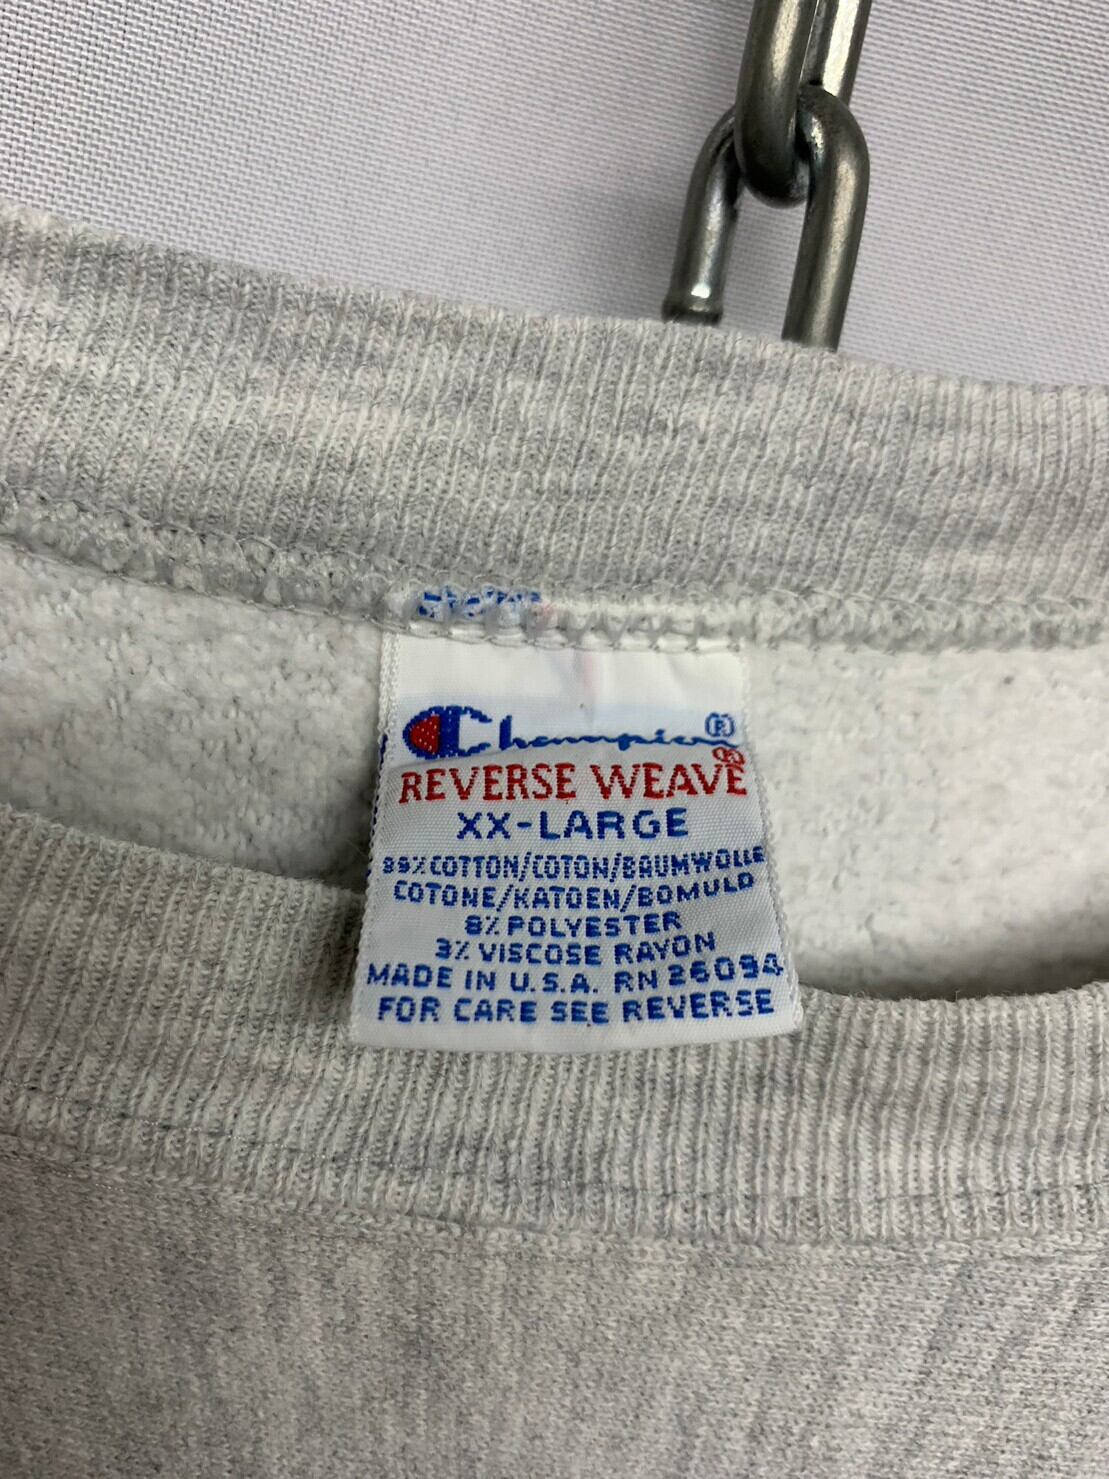 Champion®
REVERSE WEAVE®
XX-LARGE
89% COTTON/COTON/BAUMWOLLE
COTONE/KATOEN/BOMULD
8% POLYESTER
3% VISCOSE RAYON
MADE IN U.S.A. RN 26094
FOR CARE SEE REVERSE